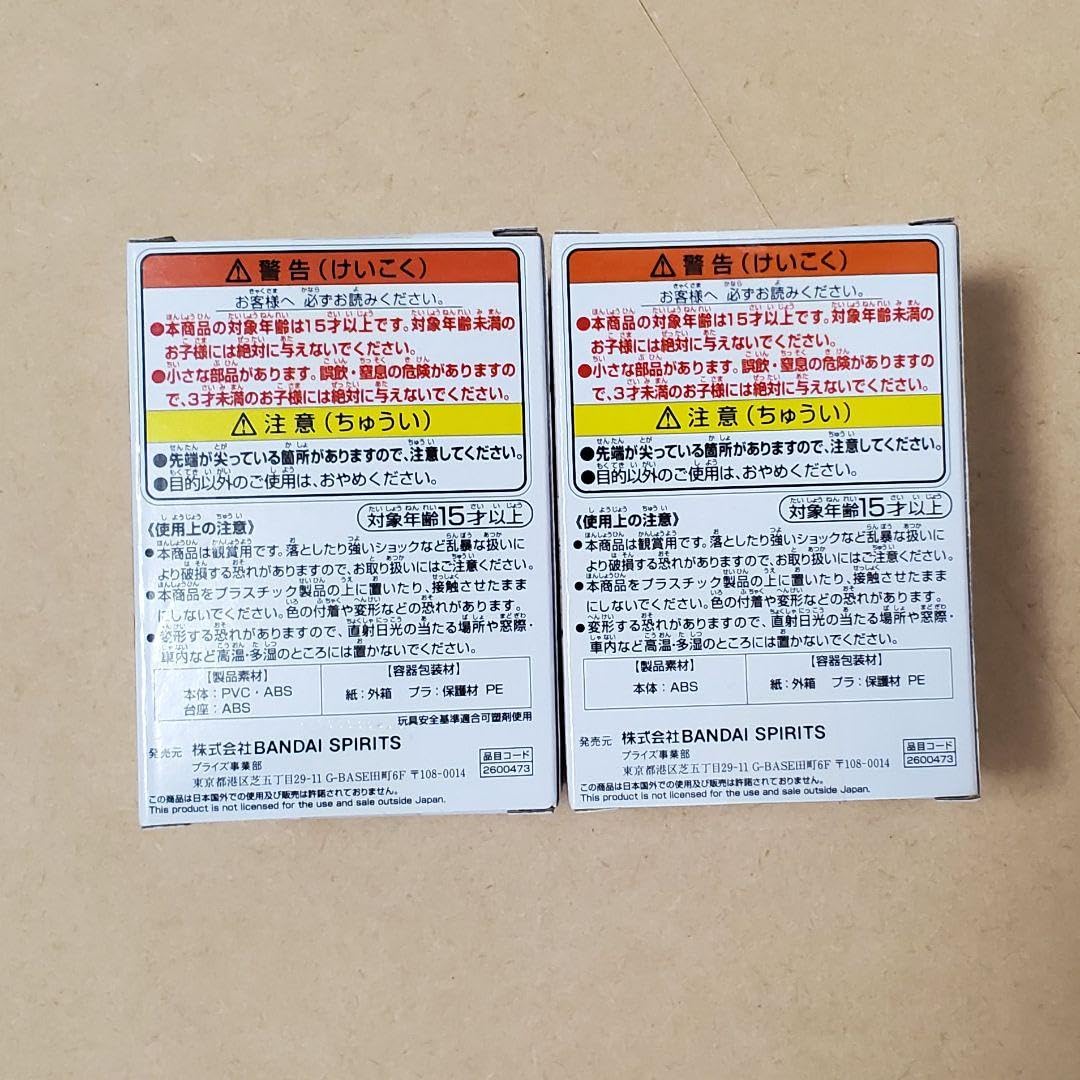 ⚠警告(けいこく)
お客様へ 必ずお読みください。
●本商品の対象年齢は15才以上です。対象年齢未満の
お子様には絶対に与えないでください。
●小さな部品があります。誤飲・窒息の危険がありますの
で、3才未満のお子様には絶対に与えないでください。
⚠注意(ちゅうい)
●先端が尖っている箇所がありますので、注意してください。
●目的以外のご使用は、おやめください。
《使用上の注意》
対象年齢15才以上
●本商品は観賞用です。落としたり強いショックなど乱暴な扱いに
より破損する恐れがありますので、お取り扱いにはご注意ください。
●本商品をプラスチック製品の上に置いたり、接触させたまま
にしないでください。色の付着や変形などの恐れがあります。
●変形する恐れがありますので、直射日光の当たる場所や窓際・
車内など高温・多湿のところには置かないでください。
【製品素材】
本体:PVC・ABS
台座:ABS
【容器包装材】
紙:外箱 プラ:保護材 PE
玩具安全基準適合可塑剤使用
発売元 株式会社BANDAI SPIRITS
プライズ事業部
東京都港区芝五丁目29-11 G-BASE田町6F 〒108-0014
品目コード
2600473
この商品は日本国外での使用及び販売は許諾されておりません。
This product is not licensed for the use and sale outside Japan.
⚠警告(けいこく)
お客様へ 必ずお読みください。
●本商品の対象年齢は15才以上です。対象年齢未満の
お子様には絶対に与えないでください。
●小さな部品があります。誤飲・窒息の危険がありますの
で、3才未満のお子様には絶対に与えないでください。
⚠注意(ちゅうい)
●先端が尖っている箇所がありますので、注意してください。
●目的以外のご使用は、おやめください。
《使用上の注意》
対象年齢15才以上
●本商品は観賞用です。落としたり強いショックなど乱暴な扱いに
より破損する恐れがありますので、お取り扱いにはご注意ください。
●本商品をプラスチック製品の上に置いたり、接触させたまま
にしないでください。色の付着や変形などの恐れがあります。
●変形する恐れがありますので、直射日光の当たる場所や窓際・
車内など高温・多湿のところには置かないでください。
【製品素材】
本体:ABS
【容器包装材】
紙:外箱 プラ:保護材 PE
発売元 株式会社BANDAI SPIRITS
プライズ事業部
東京都港区芝五丁目29-11 G-BASE田町6F 〒108-0014
品目コード
2600473
この商品は日本国外での使用及び販売は許諾されておりません。
This product is not licensed for the use and sale outside Japan.